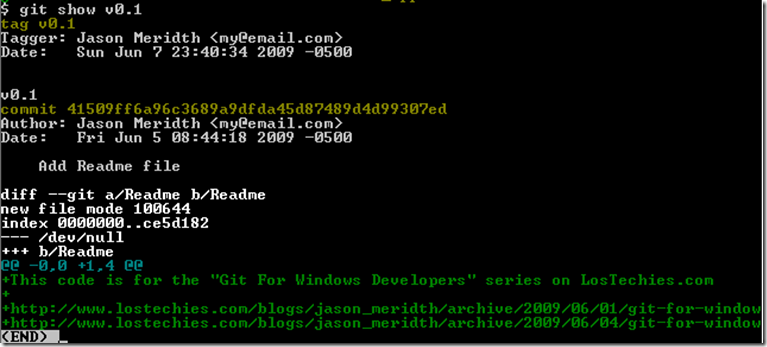 $ git show v0.1
tag v0.1
Tagger: Jason Meridth <my@email.com>
Date:   Sun Jun 7 23:40:34 2009 -0500
v0.1
commit 41509ff6a96c3689a9dfda45d87489d4d99307ed
Author: Jason Meridth <my@email.com>
Date:   Fri Jun 5 08:44:18 2009 -0500
    Add Readme file
diff --git a/Readme b/Readme
new file mode 100644
index 0000000..ce5d182
--- /dev/null
+++ b/Readme
@@ -0,0 +1,4 @@
+This code is for the "Git For Windows Developers" series on LosTechies.com
+
+http://www.lostechies.com/blogs/jason_meridth/archive/2009/06/01/git-for-window
+http://www.lostechies.com/blogs/jason_meridth/archive/2009/06/04/git-for-window
(END)